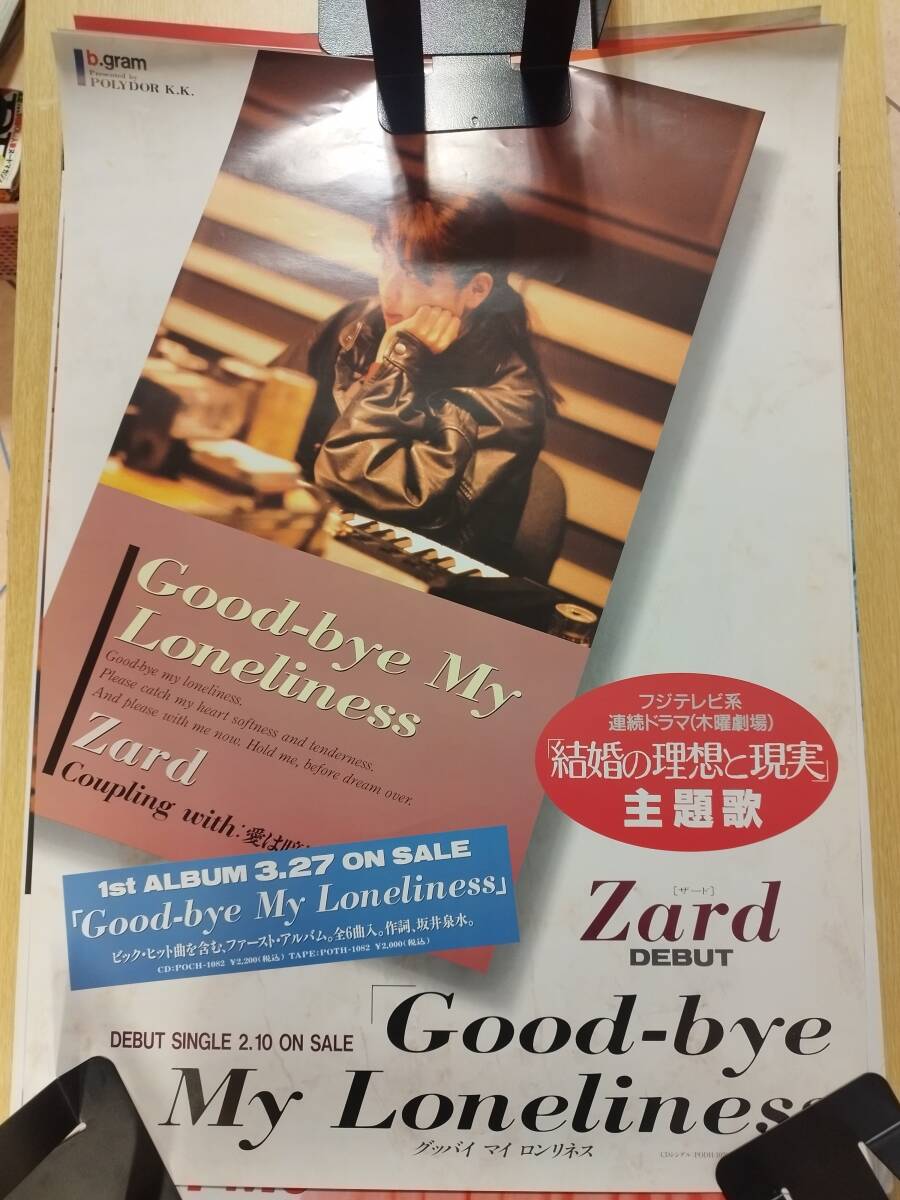 b.gram
Presented by
POLYDOR K.K.
Good-bye My
Loneliness
Good-bye my loneliness.
Please catch my heart softness and tenderness.
And please with me now. Hold me, before dream over.
Zard
Coupling with: 愛は暗
フジテレビ系
連続ドラマ(木曜劇場)
「結婚の理想と現実」
主題歌
1st ALBUM 3.27 ON SALE
「Good-bye My Loneliness」
ビック・ヒット曲を含む、ファースト・アルバム。全6曲入。作詞、坂井泉水。
CD:POCH-1082 ¥2,200(税込) TAPE:POTH-1082 ¥2,000(税込)
Zard
[ザード]
DEBUT
DEBUT SINGLE 2.10 ON SALE
「Good-bye
My Loneliness
グッバイ マイ ロンリネス
CDシングル:PODH-